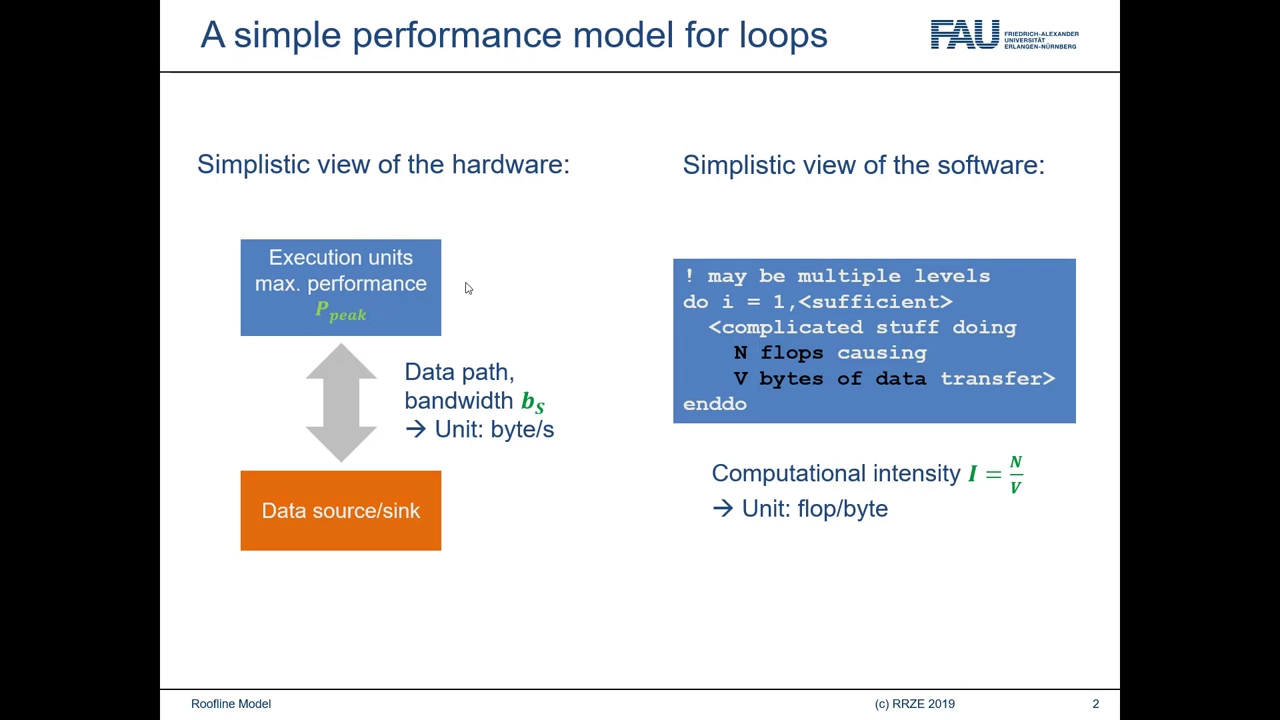 A simple performance model for loops
FAU
FRIEDRICH-ALEXANDER
UNIVERSITÄT
ERLANGEN-NÜRNBERG
Simplistic view of the hardware:
Execution units
max. performance
P_peak
Data path,
bandwidth b_S
→ Unit: byte/s
Data source/sink
Simplistic view of the software:
! may be multiple levels
do i = 1,<sufficient>
<complicated stuff doing
N flops causing
V bytes of data transfer>
enddo
Computational intensity I = N/V
→ Unit: flop/byte
Roofline Model
(c) RRZE 2019
2